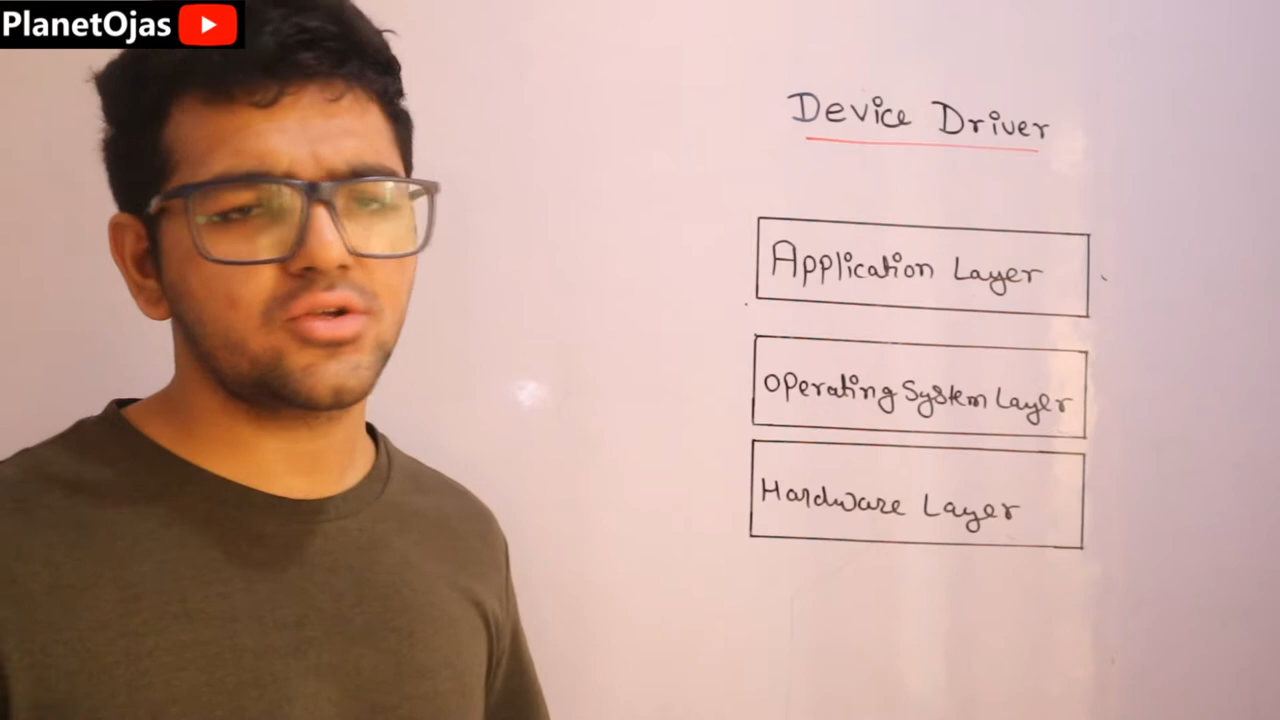 PlanetOjas
Device Driver
Application Layer
Operating System Layer
Hardware Layer